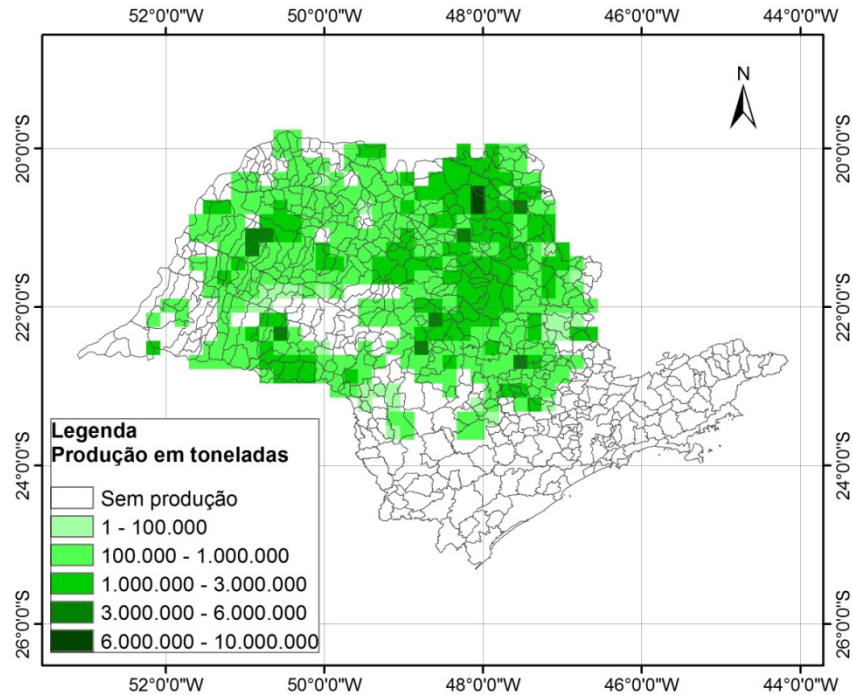 52°0'0"W 50°0'0"W 48°0'0"W 46°0'0"W 44°0'0"W
N
20°0'0"S 20°0'0"S
22°0'0"S 22°0'0"S
24°0'0"S 24°0'0"S
26°0'0"S 26°0'0"S
Legenda
Produção em toneladas
Sem produção
1 - 100.000
100.000 - 1.000.000
1.000.000 - 3.000.000
3.000.000 - 6.000.000
6.000.000 - 10.000.000
52°0'0"W 50°0'0"W 48°0'0"W 46°0'0"W 44°0'0"W